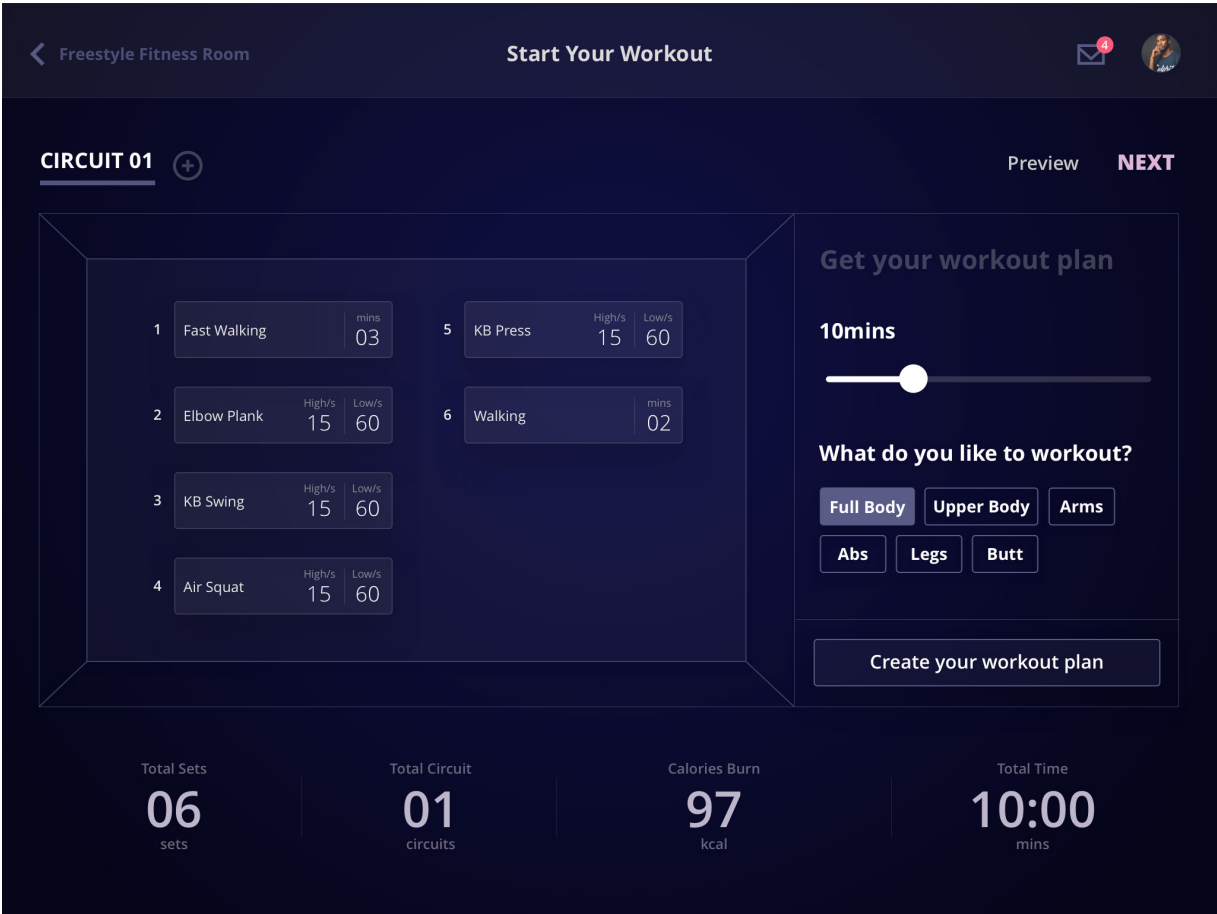 Freestyle Fitness Room
Start Your Workout
4
CIRCUIT 01
+
Preview
NEXT
1 Fast Walking mins 03
2 Elbow Plank High/s 15 Low/s 60
3 KB Swing High/s 15 Low/s 60
4 Air Squat High/s 15 Low/s 60
5 KB Press High/s 15 Low/s 60
6 Walking mins 02
Get your workout plan
10mins
What do you like to workout?
Full Body Upper Body Arms
Abs Legs Butt
Create your workout plan
Total Sets
06
sets
Total Circuit
01
circuits
Calories Burn
97
kcal
Total Time
10:00
mins